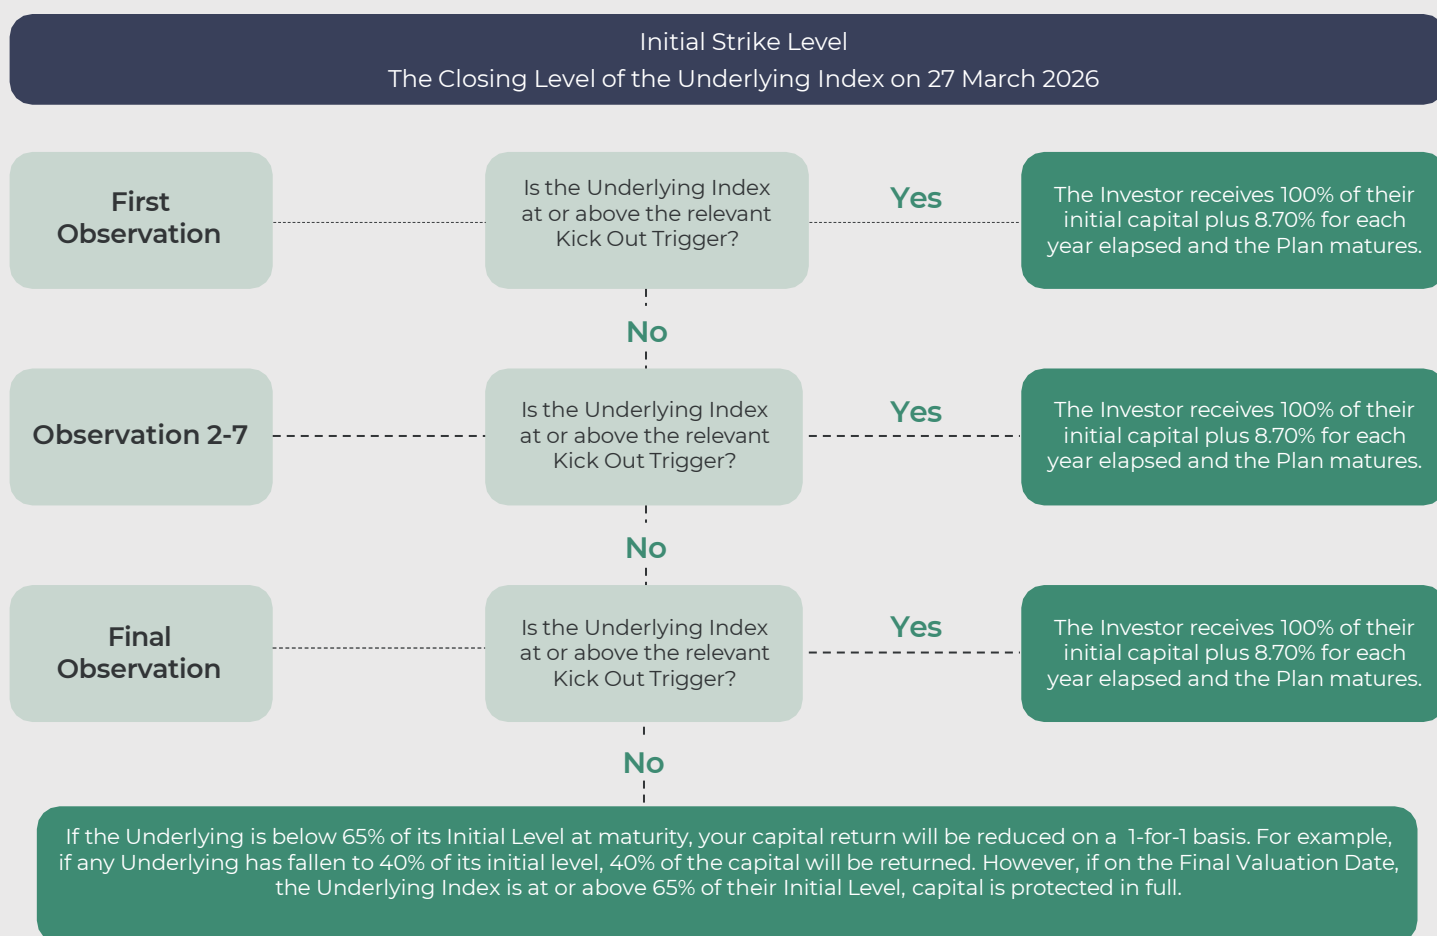 Initial Strike Level
The Closing Level of the Underlying Index on 27 March 2026
First
Observation
Is the Underlying Index
at or above the relevant
Kick Out Trigger?
Yes
The Investor receives 100% of their
initial capital plus 8.70% for each
year elapsed and the Plan matures.
No
Observation 2-7
Is the Underlying Index
at or above the relevant
Kick Out Trigger?
Yes
The Investor receives 100% of their
initial capital plus 8.70% for each
year elapsed and the Plan matures.
No
Final
Observation
Is the Underlying Index
at or above the relevant
Kick Out Trigger?
Yes
The Investor receives 100% of their
initial capital plus 8.70% for each
year elapsed and the Plan matures.
No
If the Underlying is below 65% of its Initial Level at maturity, your capital return will be reduced on a 1-for-1 basis. For example,
if any Underlying has fallen to 40% of its initial level, 40% of the capital will be returned. However, if on the Final Valuation Date,
the Underlying Index is at or above 65% of their Initial Level, capital is protected in full.